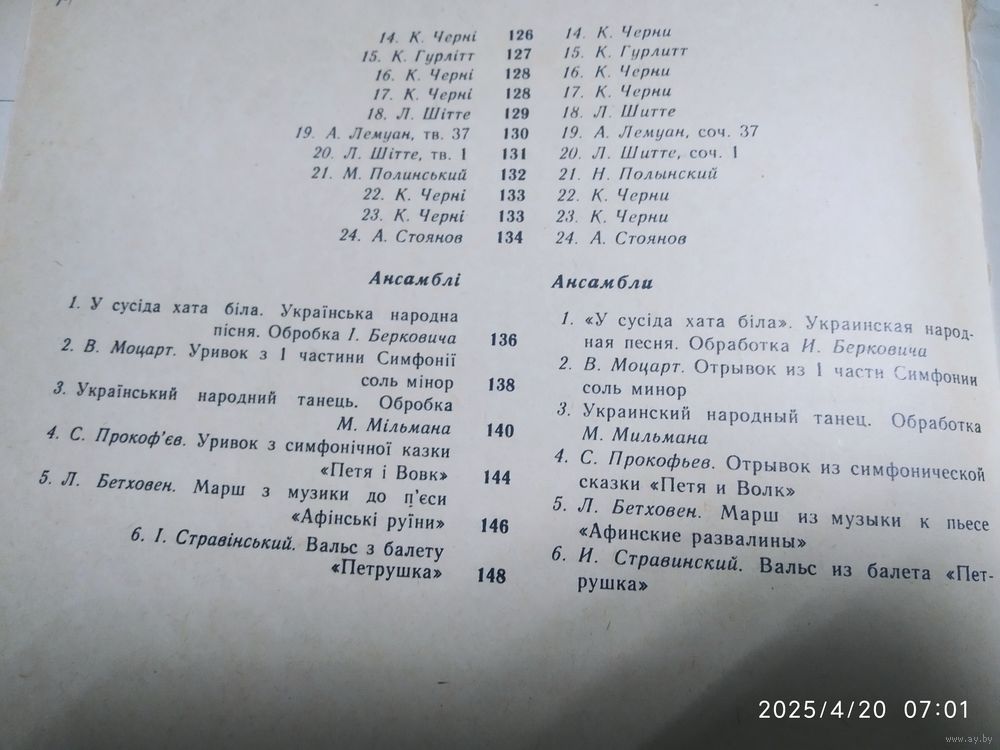 14. К. Черні 126 14. К. Черни
15. К. Гурлітт 127 15. К. Гурлитт
16. К. Черні 128 16. К. Черни
17. К. Черні 128 17. К. Черни
18. Л. Шітте 129 18. Л. Шитте
19. А. Лемуан, тв. 37 130 19. А. Лемуан, соч. 37
20. Л. Шітте, тв. 1 131 20. Л. Шитте, соч. 1
21. М. Полинський 132 21. Н. Полынский
22. К. Черні 133 22. К. Черни
23. К. Черні 133 23. К. Черни
24. А. Стоянов 134 24. А. Стоянов
Ансамблі
1. У сусіда хата біла. Українська народна
пісня. Обробка І. Берковича 136
2. В. Моцарт. Уривок з І частини Симфонії
соль мінор 138
3. Український народний танець. Обробка
М. Мільмана 140
4. С. Прокоф'єв. Уривок з симфонічної казки
«Петя і Вовк» 144
5. Л. Бетховен. Марш з музики до п'єси
«Афінські руїни» 146
6. І. Стравінський. Вальс з балету
«Петрушка» 148
Ансамбли
1. «У сусіда хата біла». Украинская народ-
ная песня. Обработка И. Берковича
2. В. Моцарт. Отрывок из I части Симфонии
соль минор
3. Украинский народный танец. Обработка
М. Мильмана
4. С. Прокофьев. Отрывок из симфонической
сказки «Петя и Волк»
5. Л. Бетховен. Марш из музыки к пьесе
«Афинские развалины»
6. И. Стравинский. Вальс из балета «Пет-
рушка»
2025/4/20 07:01
www.ay.by